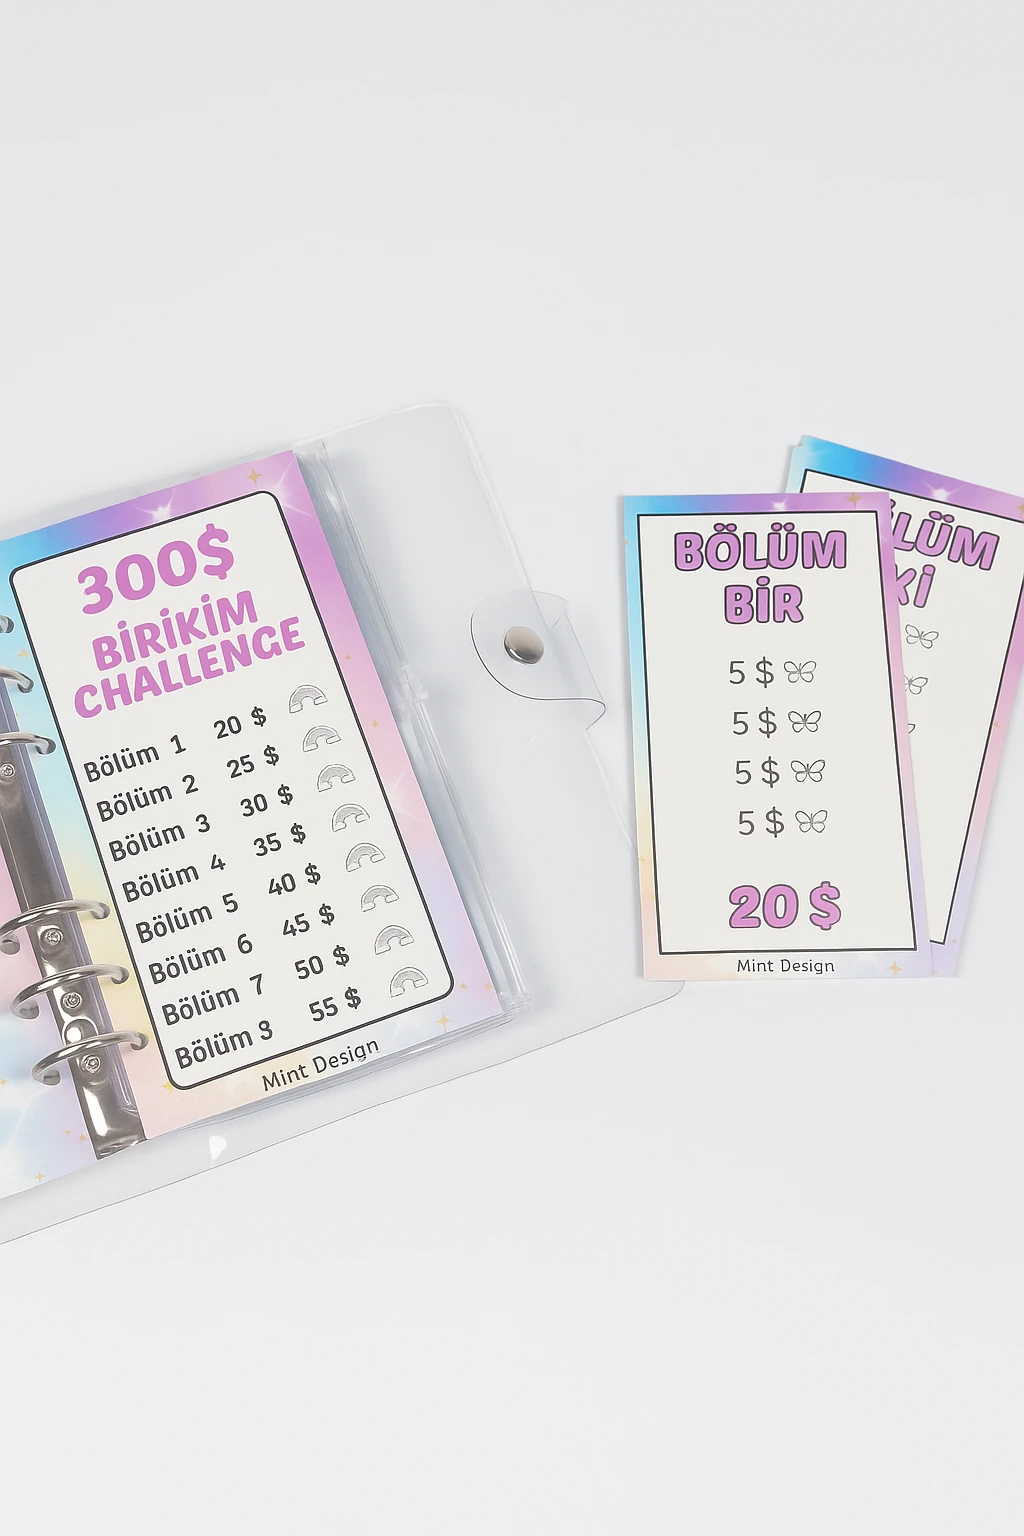 300$
BİRİKİM
CHALLENGE
Bölüm 1 20 $
Bölüm 2 25 $
Bölüm 3 30 $
Bölüm 4 35 $
Bölüm 5 40 $
Bölüm 6 45 $
Bölüm 7 50 $
Bölüm 3 55 $
Mint Design
BÖLÜM
BİR
5 $
5 $
5 $
5 $
20 $
Mint Design